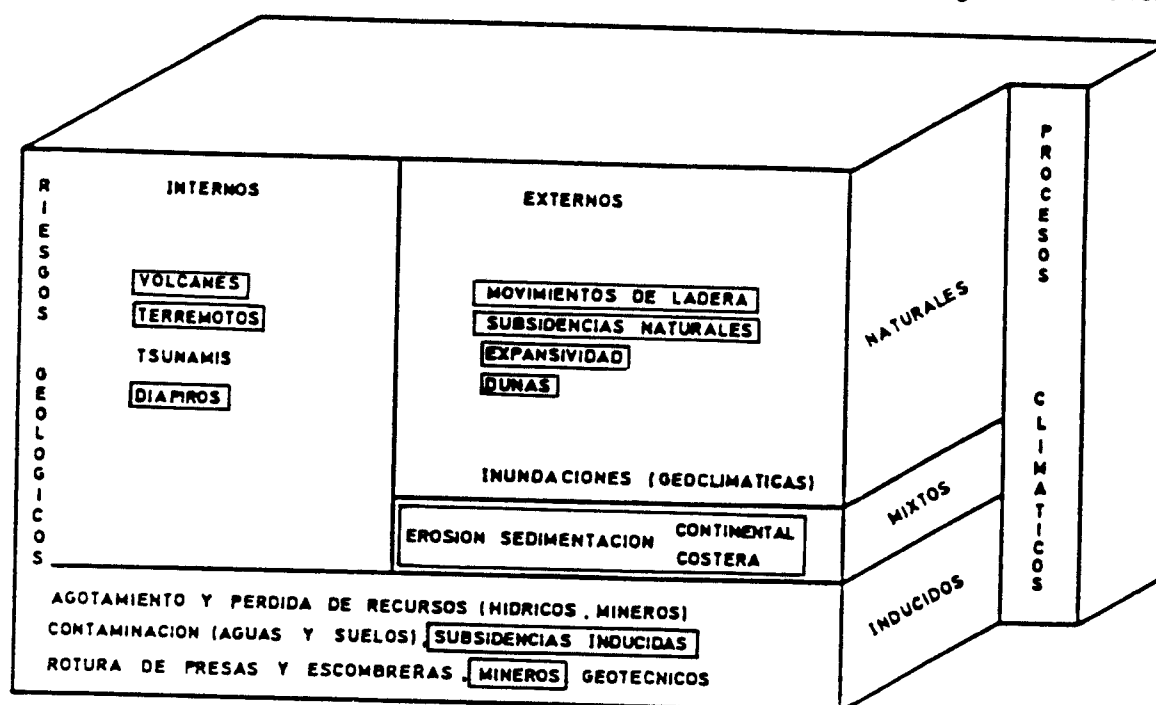 RIESGOS GEOLOGICOS
INTERNOS
VOLCANES
TERREMOTOS
TSUNAMIS
DIAPIROS
EXTERNOS
MOVIMIENTOS DE LADERA
SUBSIDENCIAS NATURALES
EXPANSIVIDAD
DUNAS
INUNDACIONES (GEOCLIMATICAS)
EROSION SEDIMENTACION CONTINENTAL
COSTERA
AGOTAMIENTO Y PERDIDA DE RECURSOS (HIDRICOS, MINEROS)
CONTAMINACION (AGUAS Y SUELOS), SUBSIDENCIAS INDUCIDAS
ROTURA DE PRESAS Y ESCOMBRERAS, MINEROS GEOTECNICOS
NATURALES
MIXTOS
INDUCIDOS
PROCESOS CLIMATICOS